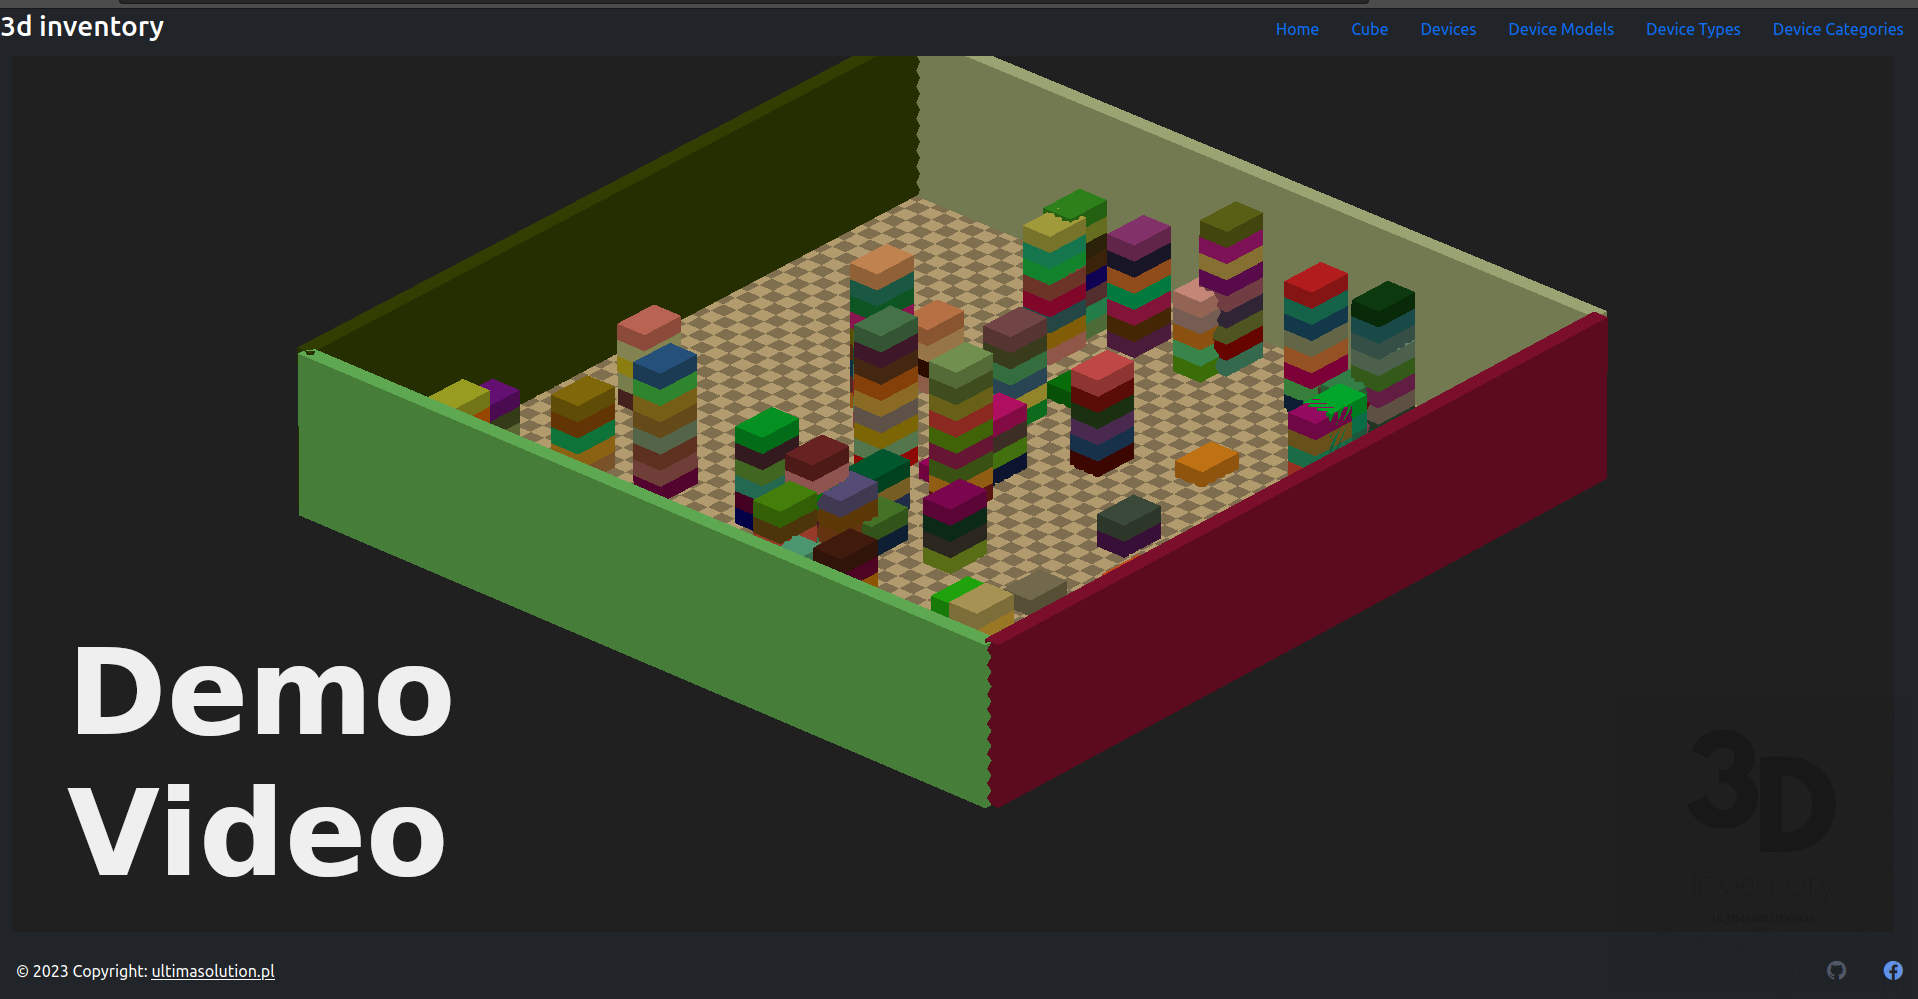 3d inventory
Home Cube Devices Device Models Device Types Device Categories
Demo
Video
3D
Inventory
© 2023 Copyright: ultimasolution.pl